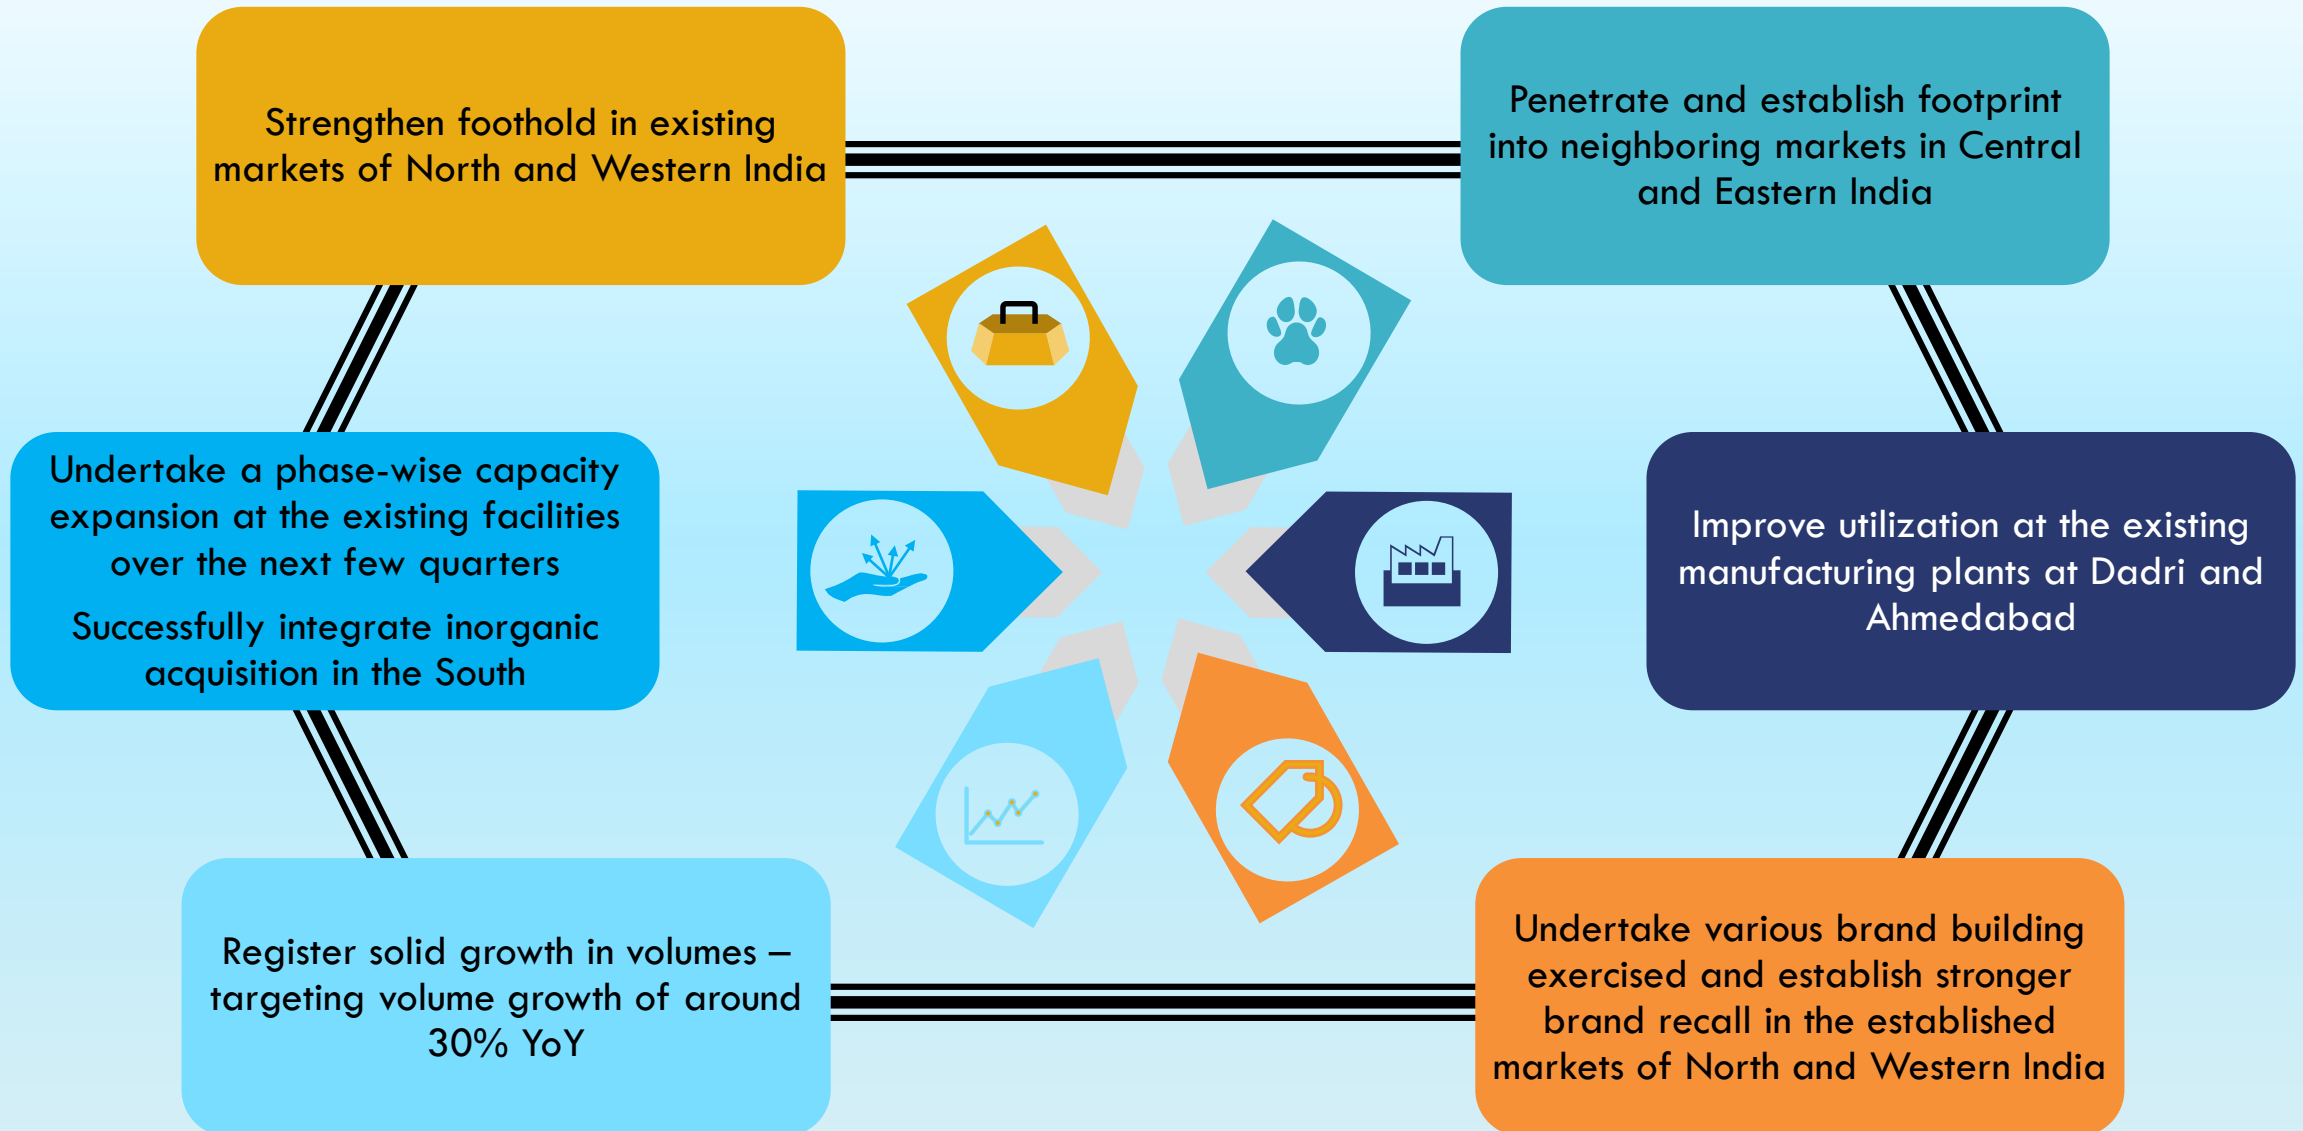 Strengthen foothold in existing
markets of North and Western India
Penetrate and establish footprint
into neighboring markets in Central
and Eastern India
Undertake a phase-wise capacity
expansion at the existing facilities
over the next few quarters
Successfully integrate inorganic
acquisition in the South
Improve utilization at the existing
manufacturing plants at Dadri and
Ahmedabad
Register solid growth in volumes –
targeting volume growth of around
30% YoY
Undertake various brand building
exercised and establish stronger
brand recall in the established
markets of North and Western India